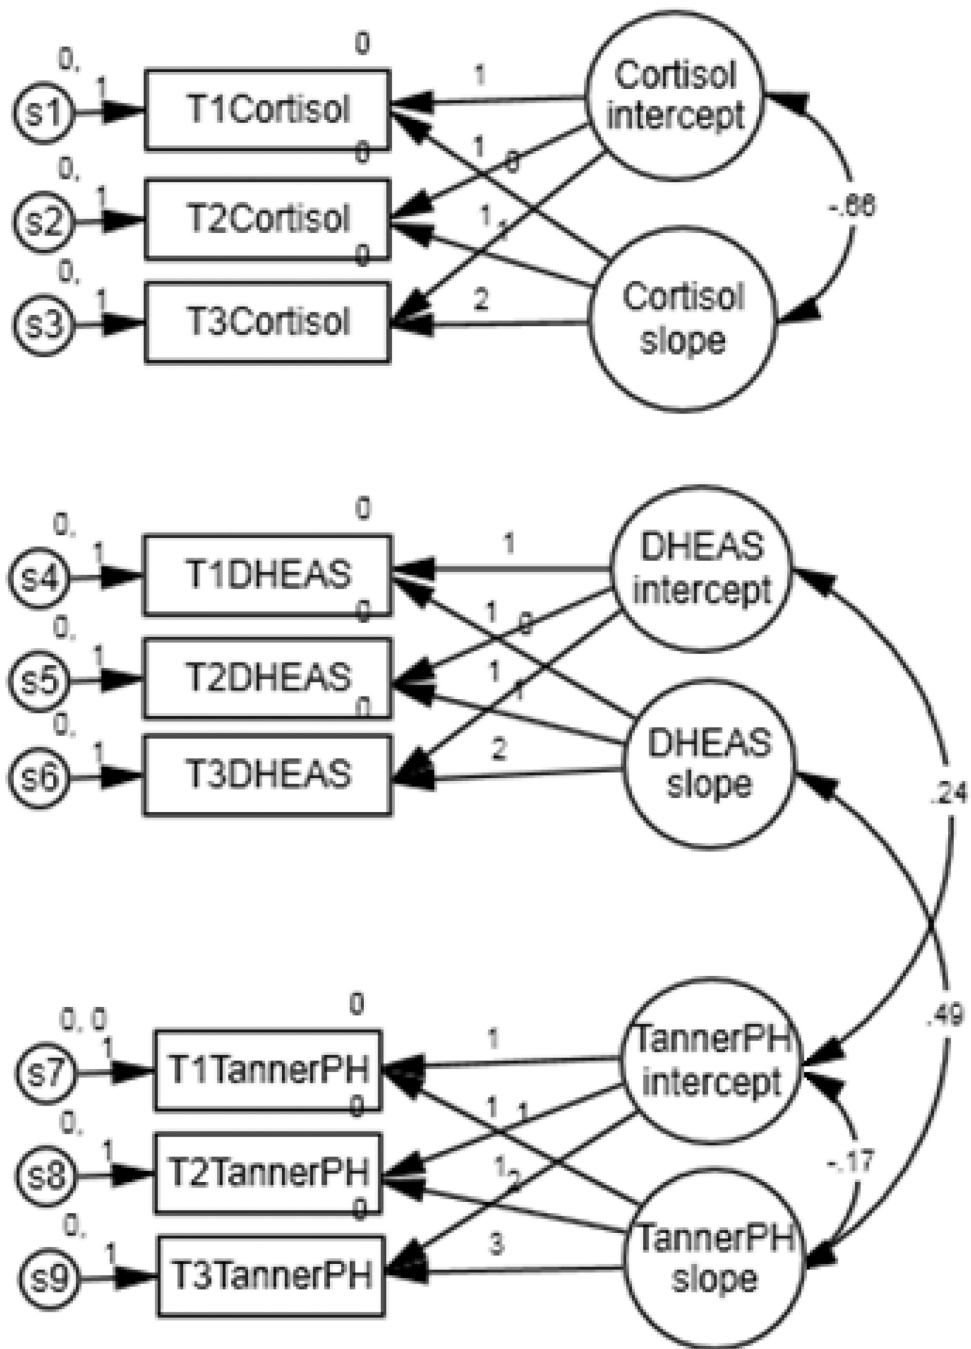 0
0,
1
s1
T1Cortisol
1
Cortisol
intercept
0
0,
1
s2
T2Cortisol
1
0
-.66
0
0,
1
s3
T3Cortisol
1
1
2
Cortisol
slope
0
0,
1
s4
T1DHEAS
1
DHEAS
intercept
0
0,
1
s5
T2DHEAS
1
0
0
0,
1
s6
T3DHEAS
1
1
2
DHEAS
slope
.24
0
0, 0
1
s7
T1TannerPH
1
TannerPH
intercept
.49
0
0,
1
s8
T2TannerPH
1
1
-.17
0
0,
1
s9
T3TannerPH
1
2
3
TannerPH
slope